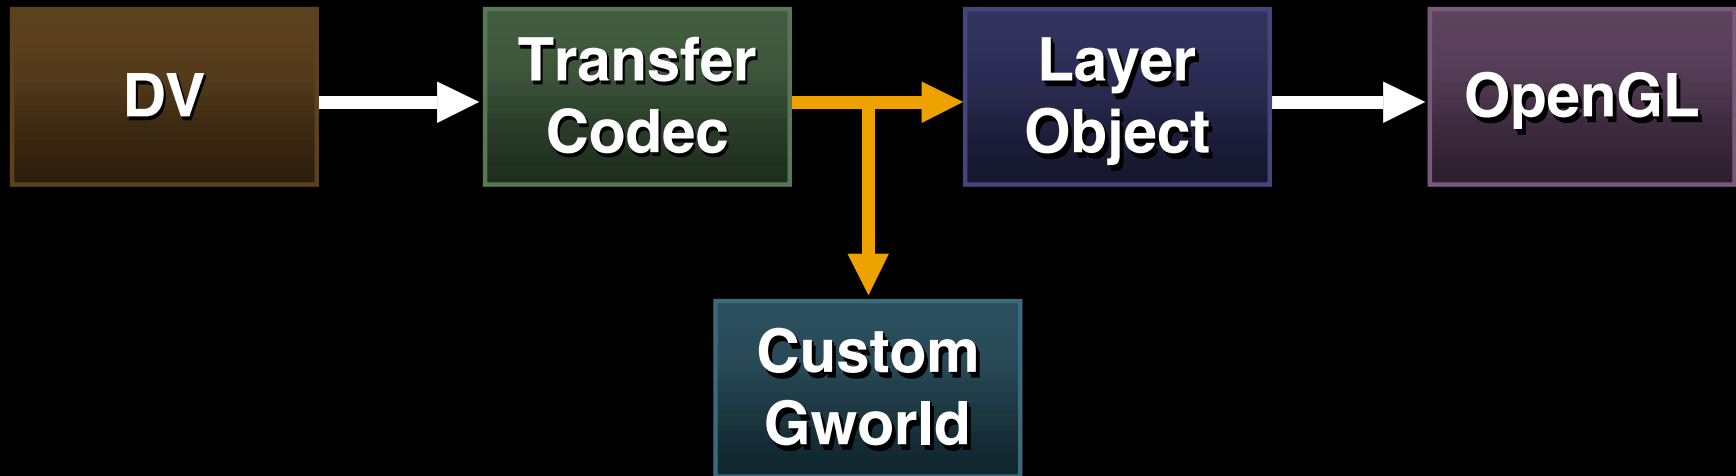 DV
Transfer
Codec
Layer
Object
OpenGL
Custom
Gworld